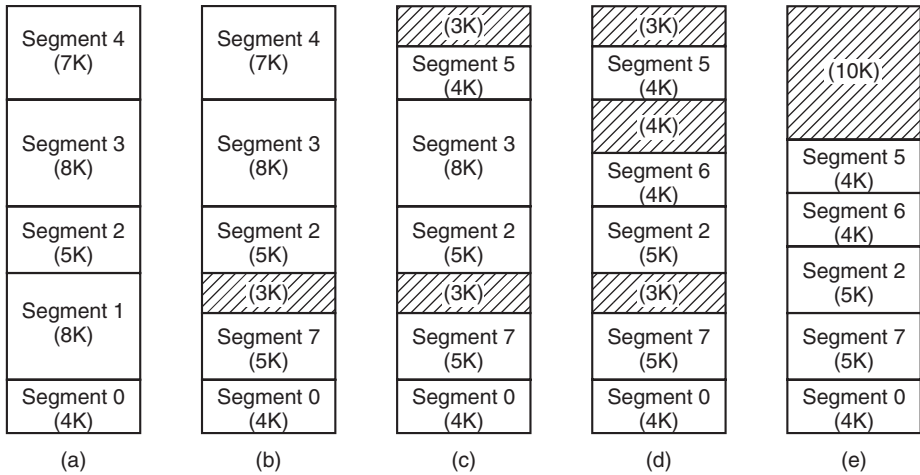 Segment 4
(7K)
Segment 3
(8K)
Segment 2
(5K)
Segment 1
(8K)
Segment 0
(4K)
(a)
Segment 4
(7K)
Segment 3
(8K)
Segment 2
(5K)
(3K)
Segment 7
(5K)
Segment 0
(4K)
(b)
(3K)
Segment 5
(4K)
Segment 3
(8K)
Segment 2
(5K)
(3K)
Segment 7
(5K)
Segment 0
(4K)
(c)
(3K)
Segment 5
(4K)
(4K)
Segment 6
(4K)
Segment 2
(5K)
(3K)
Segment 7
(5K)
Segment 0
(4K)
(d)
(10K)
Segment 5
(4K)
Segment 6
(4K)
Segment 2
(5K)
Segment 7
(5K)
Segment 0
(4K)
(e)